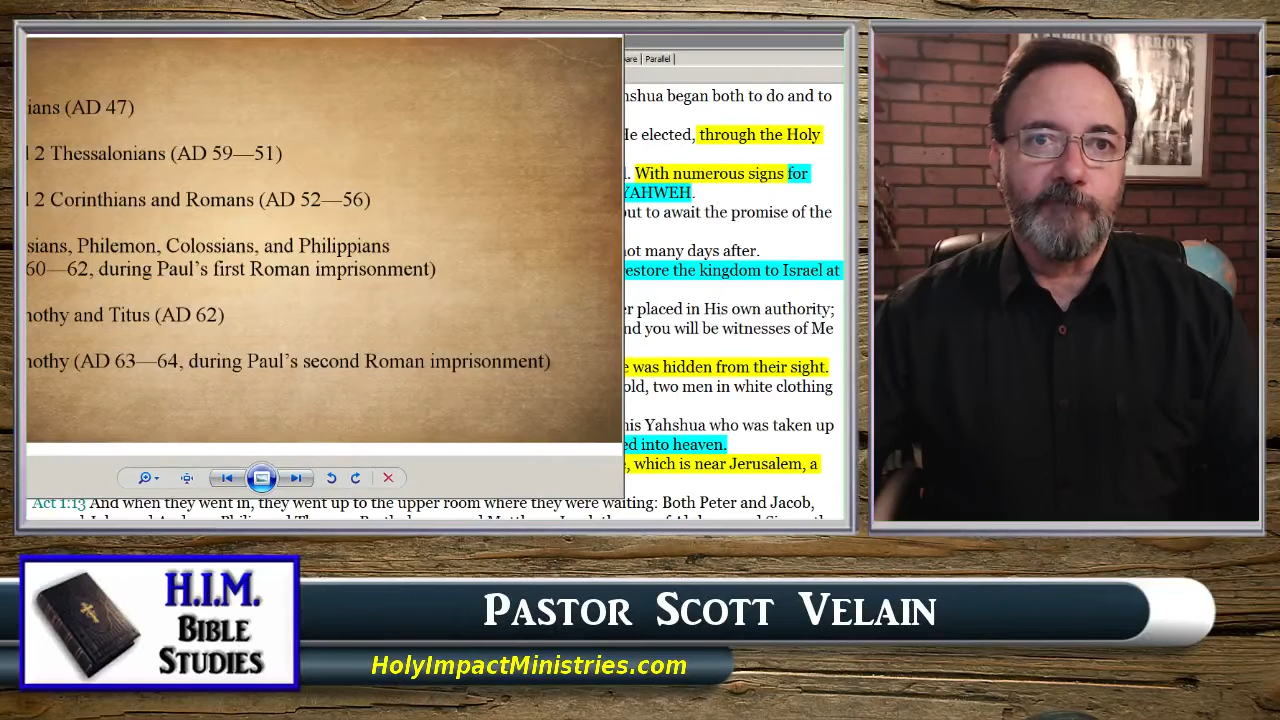 ians (AD 47)
2 Thessalonians (AD 59—51)
2 Corinthians and Romans (AD 52—56)
sians, Philemon, Colossians, and Philippians
60—62, during Paul's first Roman imprisonment)
nothy and Titus (AD 62)
nothy (AD 63—64, during Paul's second Roman imprisonment)
are Parallel
nshua began both to do and to
He elected, through the Holy
. With numerous signs for
YAHWEH.
out to await the promise of the
not many days after.
estore the kingdom to Israel at
er placed in His own authority;
nd you will be witnesses of Me
e was hidden from their sight.
old, two men in white clothing
his Yahshua who was taken up
ed into heaven.
, which is near Jerusalem, a
Act 1:13 And when they went in, they went up to the upper room where they were waiting: Both Peter and Jacob,
H.I.M.
BIBLE
STUDIES
PASTOR SCOTT VELAIN
HolyImpactMinistries.com